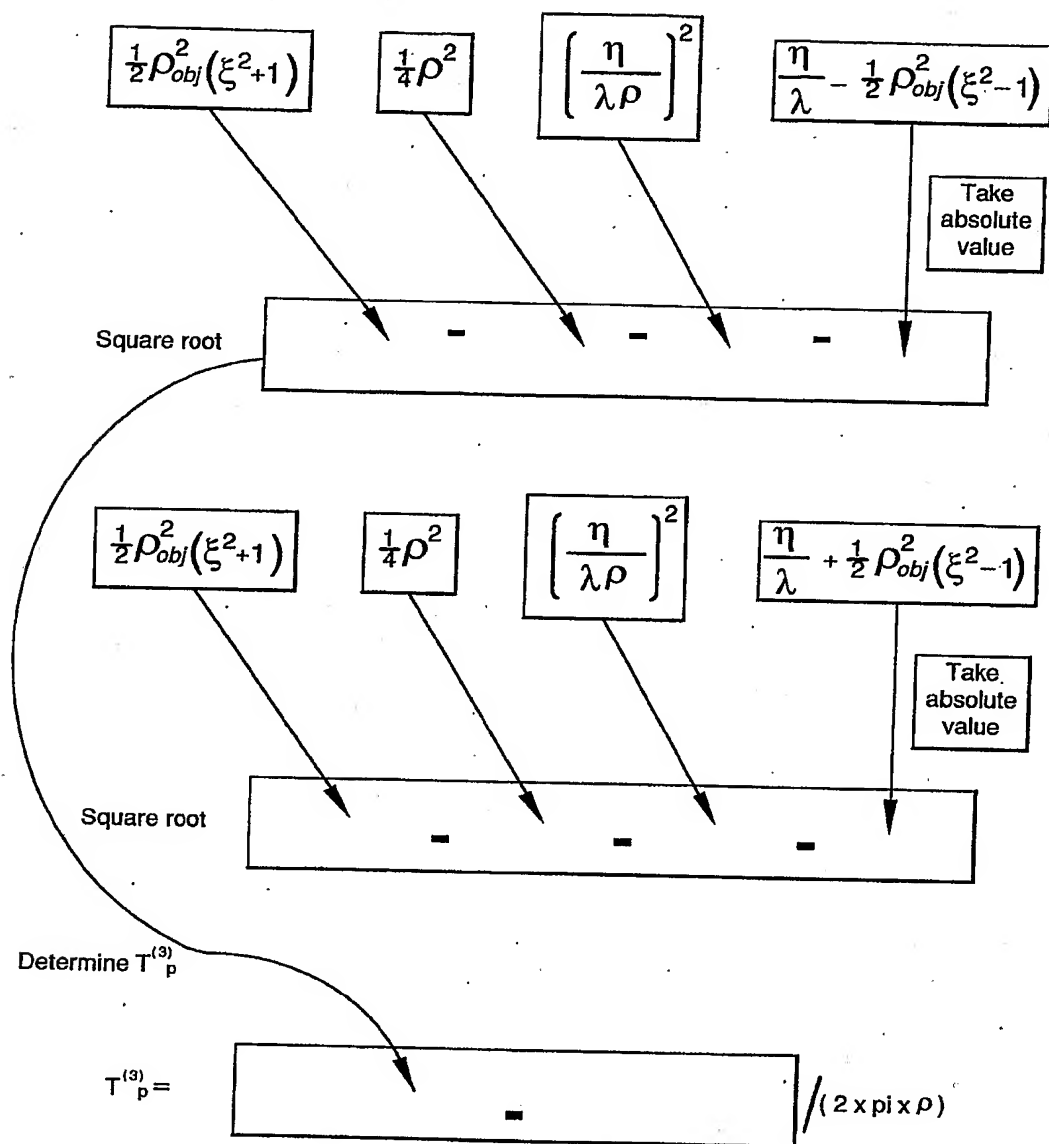 ½ρ²obj(ξ²+1) ¼ρ² (η/λρ)² η/λ − ½ρ²obj(ξ²−1)
Take
absolute
value
Square root
- - -
½ρ²obj(ξ²+1) ¼ρ² (η/λρ)² η/λ + ½ρ²obj(ξ²−1)
Take
absolute
value
Square root
- - -
Determine T⁽³⁾p
T⁽³⁾p = - /(2 x pi x ρ)